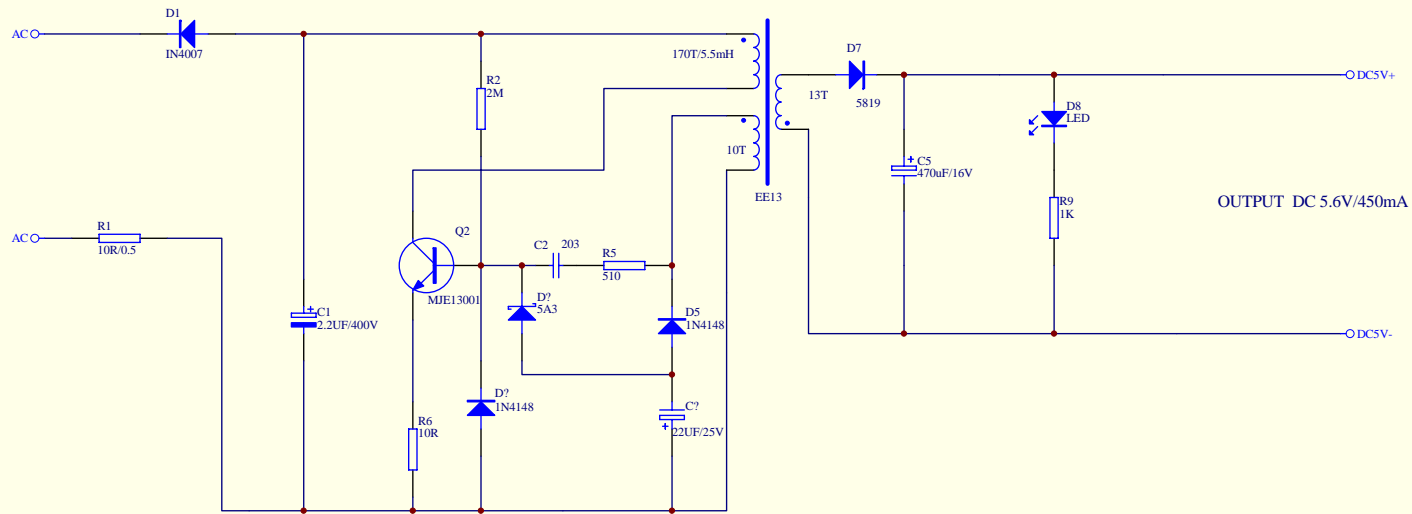 D1
AC
IN4007
170T/5.5mH
R2
2M
D7
5819
13T
DC5V+
D8
LED
10T
C5
470uF/16V
EE13
R9
1K
OUTPUT DC 5.6V/450mA
AC
R1
10R/0.5
Q2
MJE13001
C2
203
R5
510
D?
5A3
D5
1N4148
C1
2.2UF/400V
DC5V-
D?
1N4148
C?
22UF/25V
R6
10R